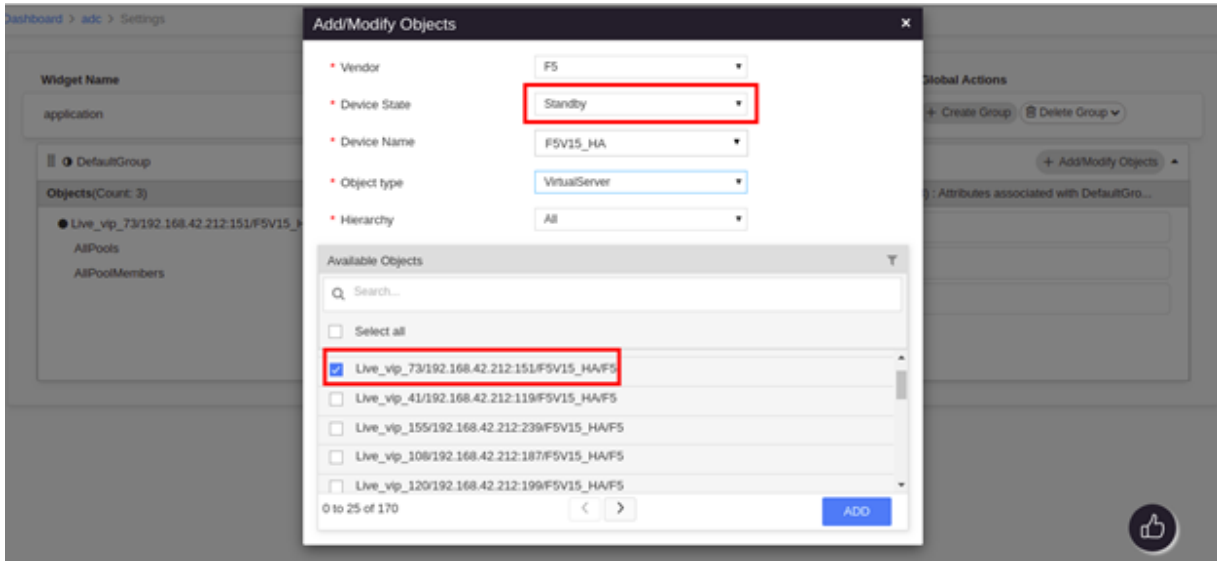 Dashboard > adc > Settings
Add/Modify Objects ×
Widget Name
application
DefaultGroup
Objects(Count: 3)
Live_vip_73/192.168.42.212:151/F5V15_H
AllPools
AllPoolMembers
* Vendor F5
* Device State Standby
* Device Name F5V15_HA
* Object type VirtualServer
* Hierarchy All
Available Objects
Search...
Select all
Live_vip_73/192.168.42.212:151/F5V15_HA/F5
Live_vip_41/192.168.42.212:119/F5V15_HA/F5
Live_vip_155/192.168.42.212:239/F5V15_HA/F5
Live_vip_108/192.168.42.212:187/F5V15_HA/F5
Live_vip_120/192.168.42.212:199/F5V15_HA/F5
0 to 25 of 170 < >
ADD
Global Actions
+ Create Group Delete Group
+ Add/Modify Objects
) : Attributes associated with DefaultGro...